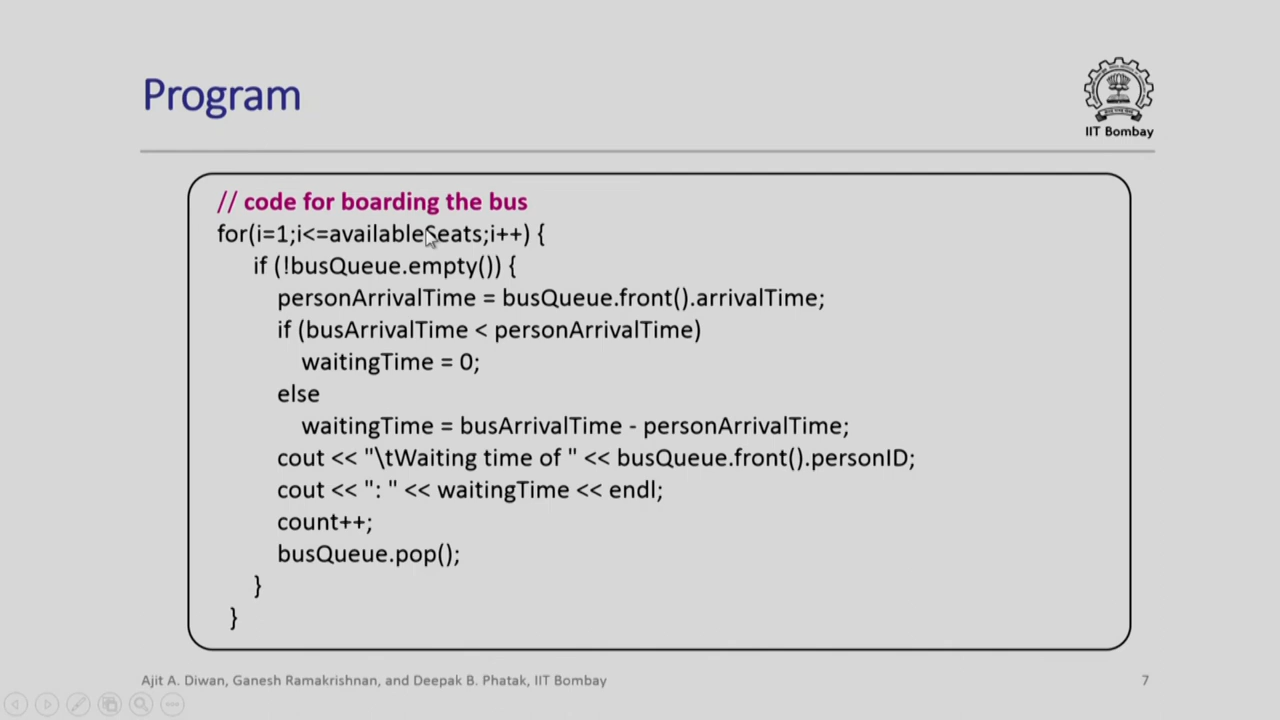 Program
IIT Bombay
// code for boarding the bus
for(i=1;i<=availableSeats;i++) {
if (!busQueue.empty()) {
personArrivalTime = busQueue.front().arrivalTime;
if (busArrivalTime < personArrivalTime)
waitingTime = 0;
else
waitingTime = busArrivalTime - personArrivalTime;
cout << "\tWaiting time of " << busQueue.front().personID;
cout << ": " << waitingTime << endl;
count++;
busQueue.pop();
}
}
Ajit A. Diwan, Ganesh Ramakrishnan, and Deepak B. Phatak, IIT Bombay
7